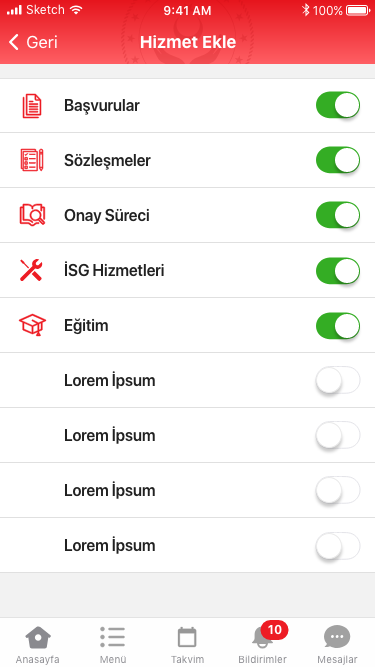 Sketch 9:41 AM 100%
Geri Hizmet Ekle
Başvurular
Sözleşmeler
Onay Süreci
İSG Hizmetleri
Eğitim
Lorem İpsum
Lorem İpsum
Lorem İpsum
Lorem İpsum
10
Anasayfa Menü Takvim Bildirimler Mesajlar